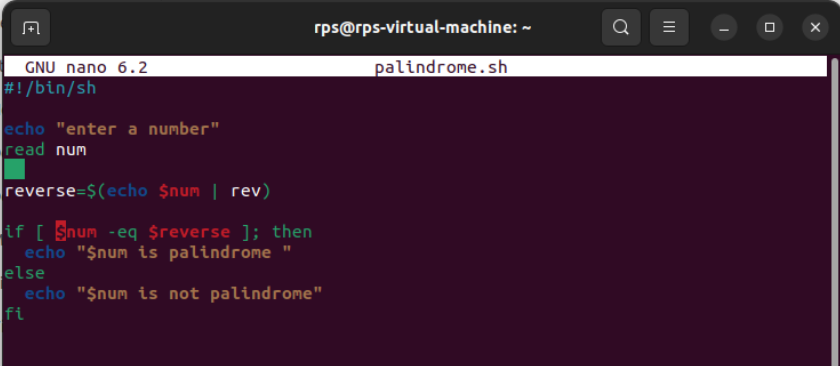 rps@rps-virtual-machine: ~
GNU nano 6.2 palindrome.sh
#!/bin/sh
echo "enter a number"
read num
reverse=$(echo $num | rev)
if [ $num -eq $reverse ]; then
echo "$num is palindrome "
else
echo "$num is not palindrome"
fi